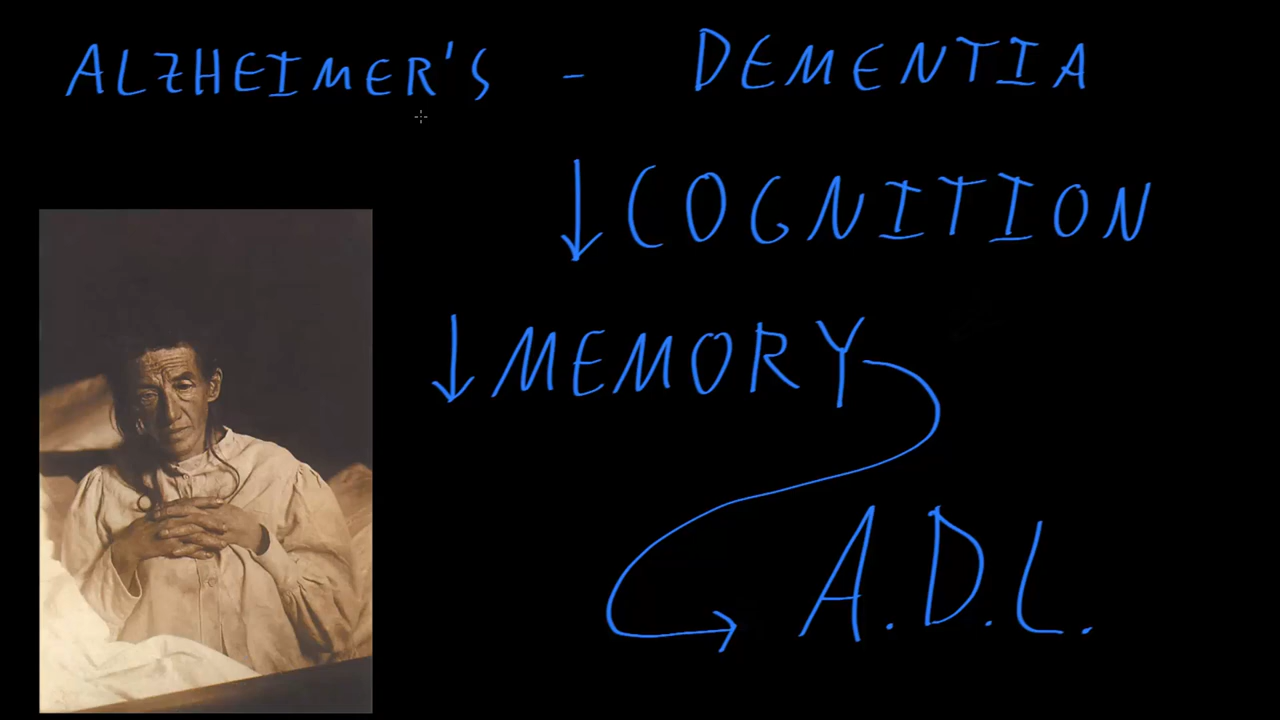 ALZHEIMER'S - DEMENTIA
↓ COGNITION
↓ MEMORY
A.D.L.